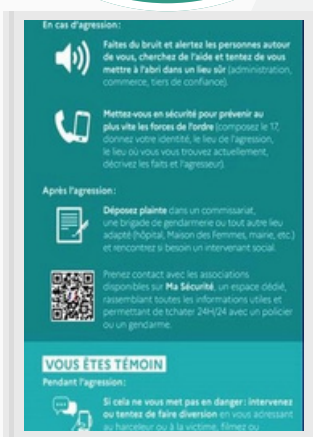 En cas d'agression :
Faites du bruit et alertez les personnes autour
de vous, cherchez de l'aide et tentez de vous
mettre à l'abri dans un lieu sûr (administration,
commerce, tiers de confiance).
Mettez-vous en sécurité pour prévenir au
plus vite les forces de l'ordre (composez le 17,
donnez votre identité, le lieu de l'agression,
le lieu où vous vous trouvez actuellement,
décrivez les faits et l'agresseur).
Après l'agression :
Déposez plainte dans un commissariat,
une brigade de gendarmerie ou tout autre lieu
adapté (hôpital, Maison des Femmes, mairie, etc.)
et rencontrez si besoin un intervenant social.
Prenez contact avec les associations
disponibles sur Ma Sécurité, un espace dédié,
rassemblant toutes les informations utiles et
permettant de tchater 24H/24 avec un policier
ou un gendarme.
VOUS ÊTES TÉMOIN
Pendant l'agression :
Si cela ne vous met pas en danger : intervenez
ou tentez de faire diversion en vous adressant
au harceleur ou à la victime, filmez ou